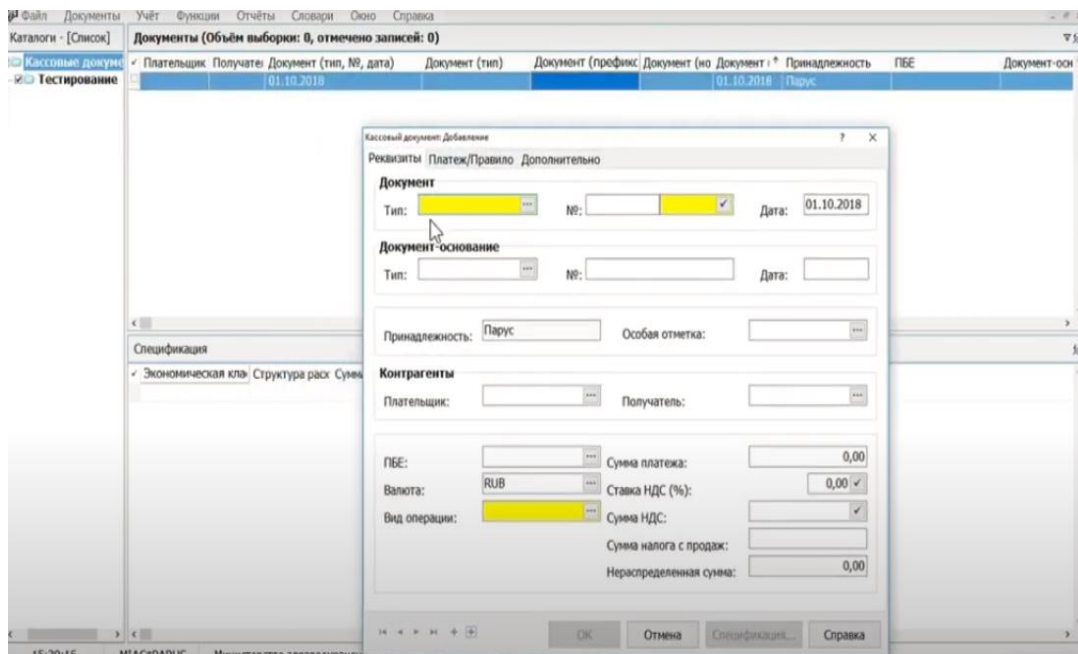 Файл Документы Учёт Функции Отчёты Словари Окно Справка
Каталоги - [Список]
Документы (Объём выборки: 0, отмечено записей: 0)
Кассовые докуме
Тестирование
Плательщик Получате Документ (тип, №, дата) Документ (тип) Документ (префикс Документ (но Документ Принадлежность ПБЕ Документ-осн
01.10.2018 01.10.2018 Парус
Кассовый документ: Добавление
Реквизиты Платеж/Правило Дополнительно
Документ
Тип: №: Дата: 01.10.2018
Документ-основание
Тип: №: Дата:
Принадлежность: Парус Особая отметка:
Контрагенты
Плательщик: Получатель:
ПБЕ: Сумма платежа: 0,00
Валюта: RUB Ставка НДС (%): 0,00
Вид операции: Сумма НДС:
Сумма налога с продаж:
Нераспределенная сумма: 0,00
ОК Отмена Спецификация... Справка
Спецификация
Экономическая кла Структура расх Сумм